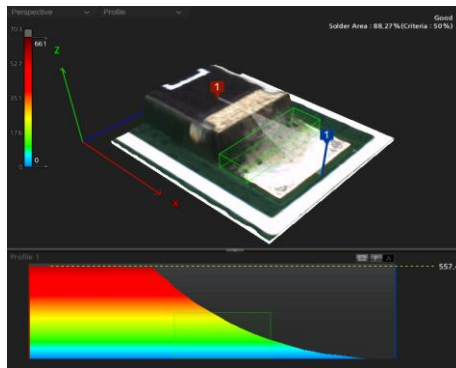 Perspective
Profile
Good
Solder Area : 88.27%(Criteria : 50%)
703
661
Z
527
351
176
0
1
1
X
Profile 1
557.